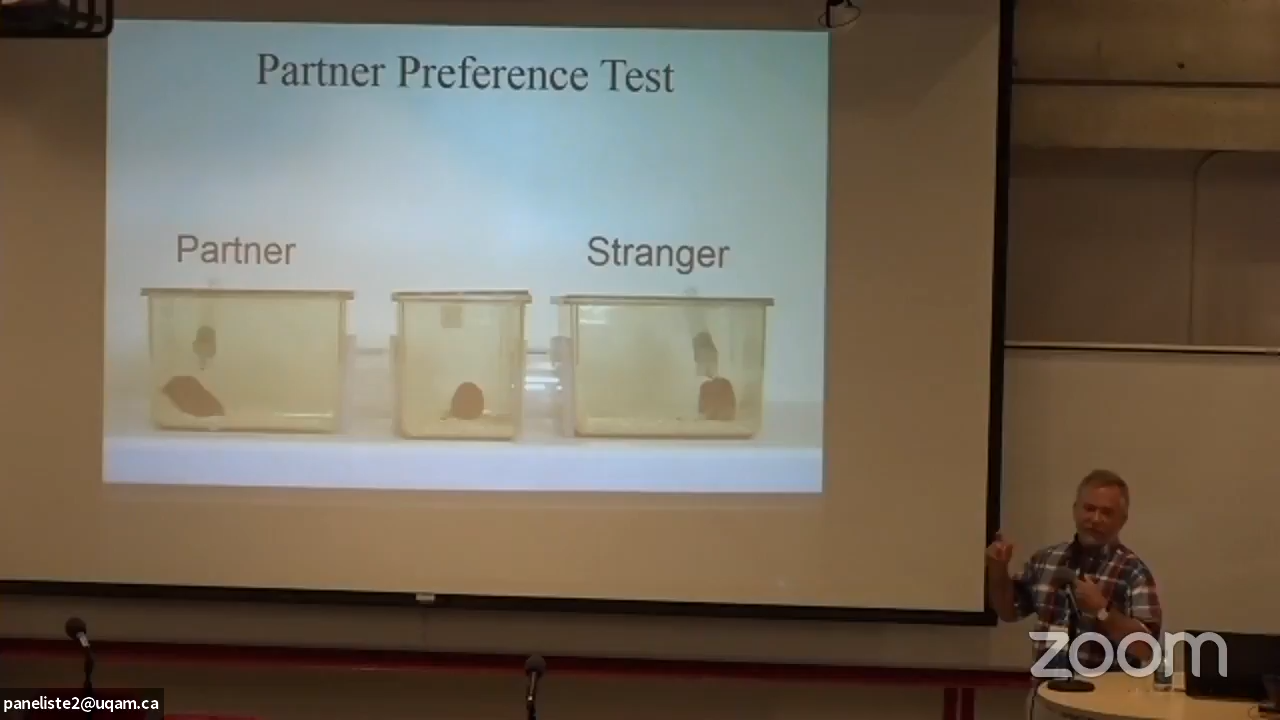 Partner Preference Test
Partner
Stranger
zoom
paneliste2@uqam.ca